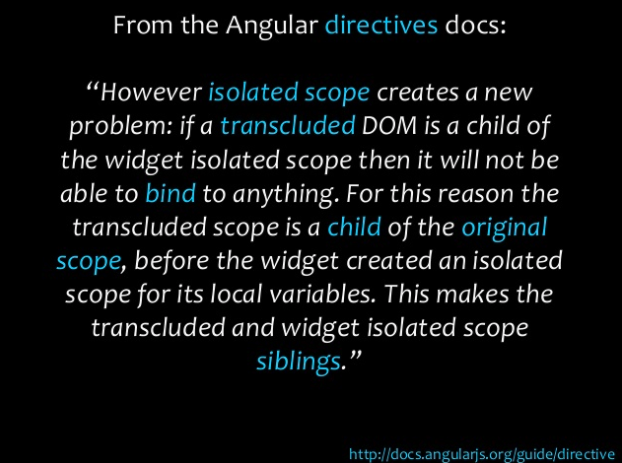 From the Angular directives docs:
“However isolated scope creates a new
problem: if a transcluded DOM is a child of
the widget isolated scope then it will not be
able to bind to anything. For this reason the
transcluded scope is a child of the original
scope, before the widget created an isolated
scope for its local variables. This makes the
transcluded and widget isolated scope
siblings.”
http://docs.angularjs.org/guide/directive